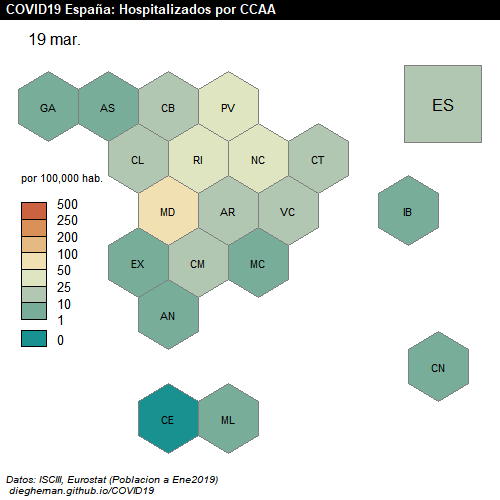 COVID19 España: Hospitalizados por CCAA
19 mar.
GA AS CB PV ES
CL RI NC CT
por 100,000 hab.
500
250
200
100
50
25
10
1
0
MD AR VC IB
EX CM MC
AN
CN
CE ML
Datos: ISCIII, Eurostat (Poblacion a Ene2019)
diegheman.github.io/COVID19